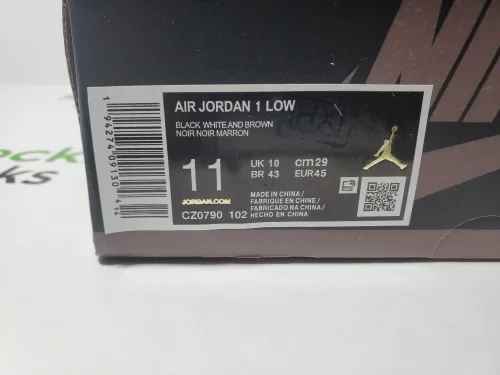 AIR JORDAN 1 LOW
BLACK WHITE AND BROWN
NOIR NOIR MARRON
11
UK 10 cm29
BR 43 EUR45
JORDAN.COM
CZ0790 102
MADE IN CHINA /
FABRIQUE EN CHINE /
FABRICADO NA CHINA /
HECHO EN CHINA